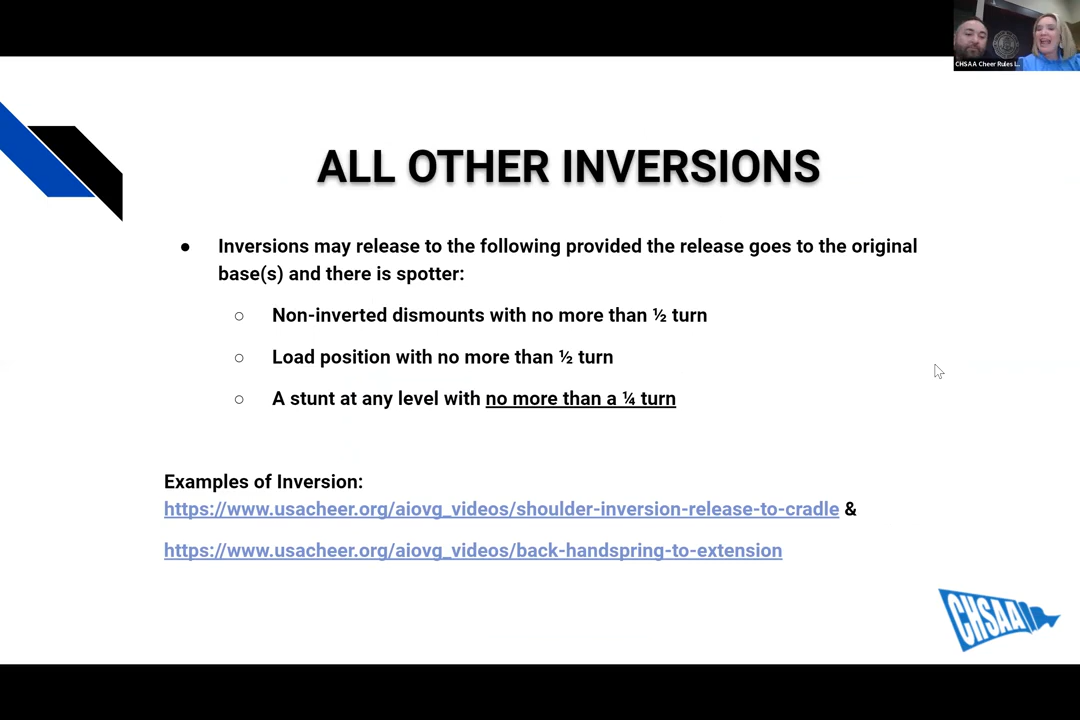 CHSAA Cheer Rules I...
ALL OTHER INVERSIONS
● Inversions may release to the following provided the release goes to the original
base(s) and there is spotter:
○ Non-inverted dismounts with no more than ½ turn
○ Load position with no more than ½ turn
○ A stunt at any level with no more than a ¼ turn
Examples of Inversion:
https://www.usacheer.org/aiovg_videos/shoulder-inversion-release-to-cradle &
https://www.usacheer.org/aiovg_videos/back-handspring-to-extension
CHSAA